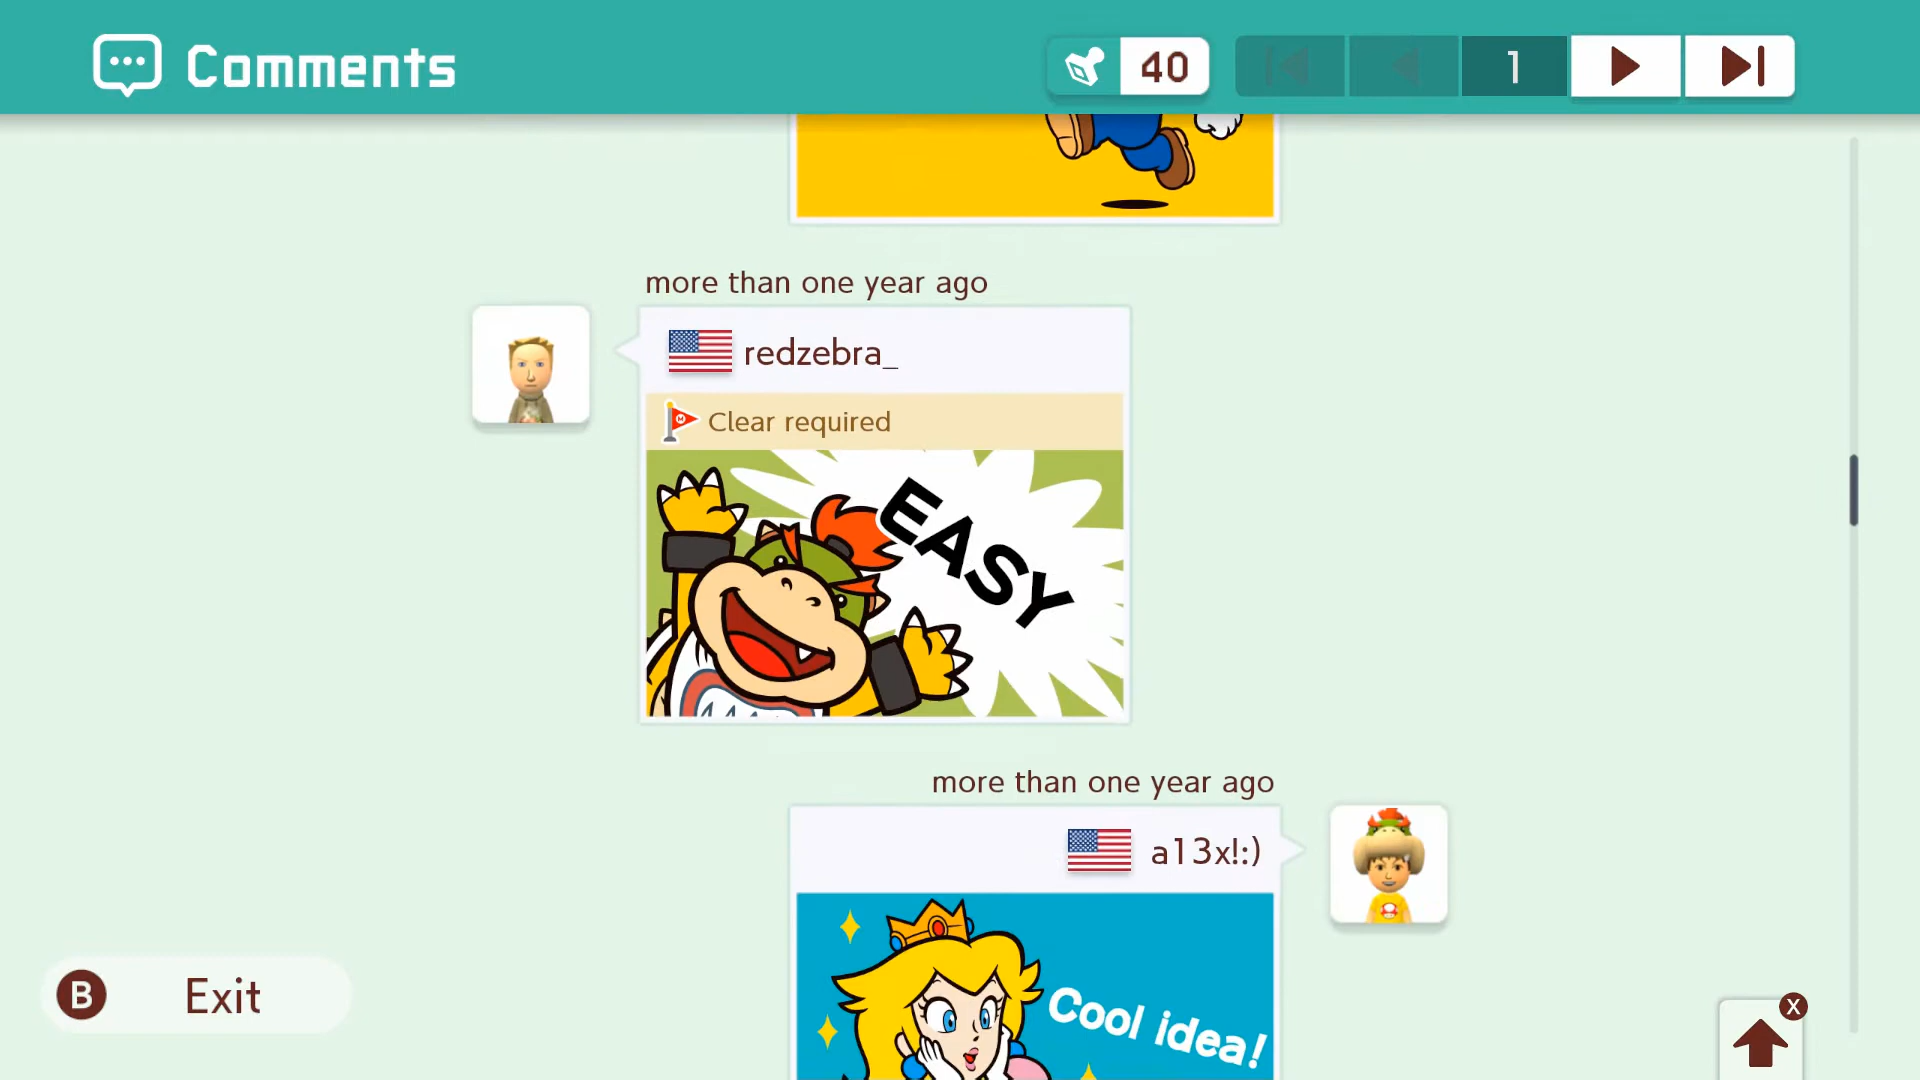 Comments
40
1
more than one year ago
redzebra_
Clear required
M
EASY
more than one year ago
a13x!:)
Cool idea!
B Exit
X